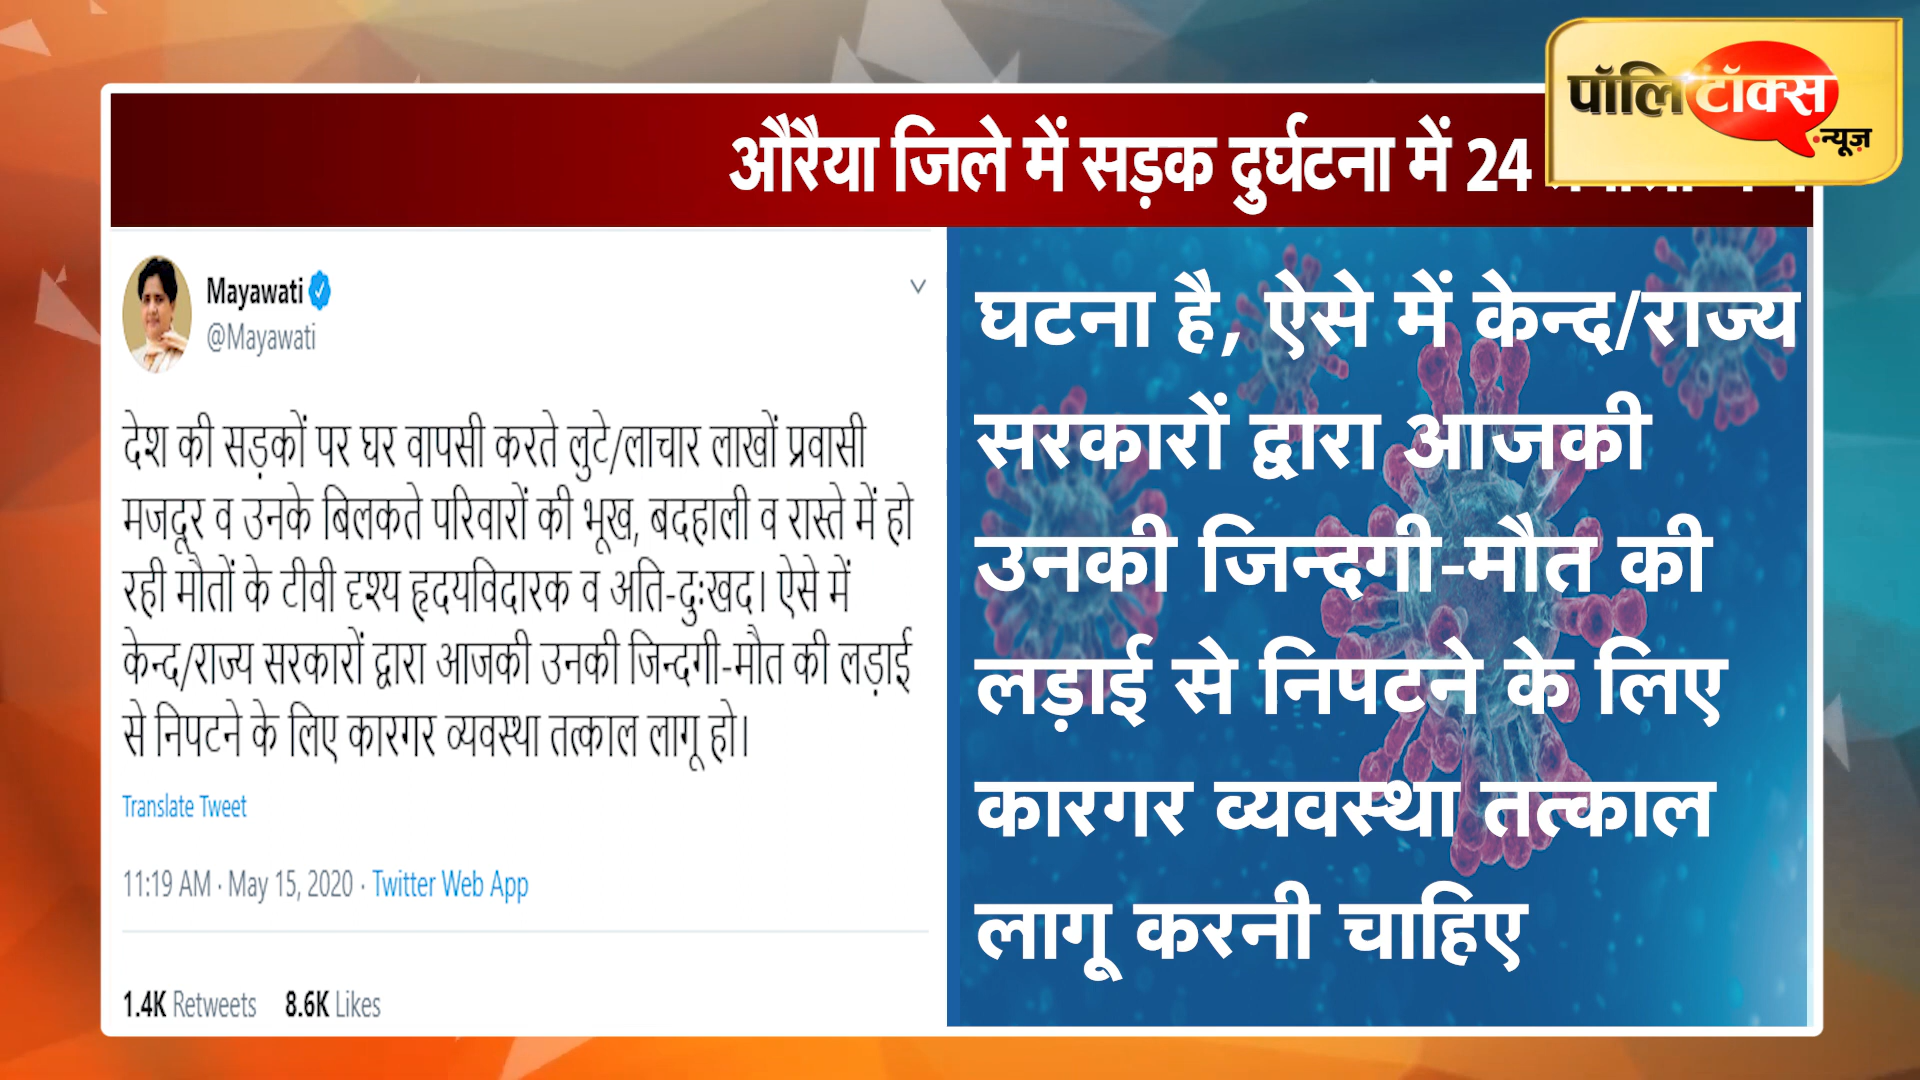 पॉलिटॉक्स
न्यूज़
औरैया जिले में सड़क दुर्घटना में 24
Mayawati
@Mayawati
देश की सड़कों पर घर वापसी करते लुटे/लाचार लाखों प्रवासी
मजदूर व उनके बिलकते परिवारों की भूख, बदहाली व रास्ते में हो
रही मौतों के टीवी दृश्य हृदयविदारक व अति-दुःखद। ऐसे में
केन्द/राज्य सरकारों द्वारा आजकी उनकी जिन्दगी-मौत की लड़ाई
से निपटने के लिए कारगर व्यवस्था तत्काल लागू हो।
Translate Tweet
11:19 AM · May 15, 2020 · Twitter Web App
1.4K Retweets 8.6K Likes
घटना है, ऐसे में केन्द/राज्य
सरकारों द्वारा आजकी
उनकी जिन्दगी-मौत की
लड़ाई से निपटने के लिए
कारगर व्यवस्था तत्काल
लागू करनी चाहिए